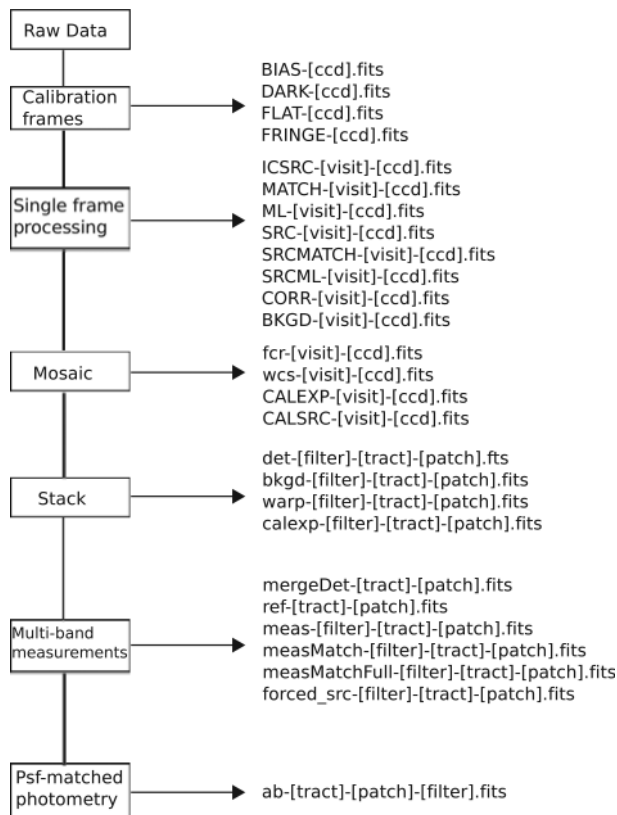 Raw Data
Calibration
frames
BIAS-[ccd].fits
DARK-[ccd].fits
FLAT-[ccd].fits
FRINGE-[ccd].fits
Single frame
processing
ICSRC-[visit]-[ccd].fits
MATCH-[visit]-[ccd].fits
ML-[visit]-[ccd].fits
SRC-[visit]-[ccd].fits
SRCMATCH-[visit]-[ccd].fits
SRCML-[visit]-[ccd].fits
CORR-[visit]-[ccd].fits
BKGD-[visit]-[ccd].fits
Mosaic
fcr-[visit]-[ccd].fits
wcs-[visit]-[ccd].fits
CALEXP-[visit]-[ccd].fits
CALSRC-[visit]-[ccd].fits
Stack
det-[filter]-[tract]-[patch].fts
bkgd-[filter]-[tract]-[patch].fits
warp-[filter]-[tract]-[patch].fits
calexp-[filter]-[tract]-[patch].fits
Multi-band
measurements
mergeDet-[tract]-[patch].fits
ref-[tract]-[patch].fits
meas-[filter]-[tract]-[patch].fits
measMatch-[filter]-[tract]-[patch].fits
measMatchFull-[filter]-[tract]-[patch].fits
forced_src-[filter]-[tract]-[patch].fits
Psf-matched
photometry
ab-[tract]-[patch]-[filter].fits